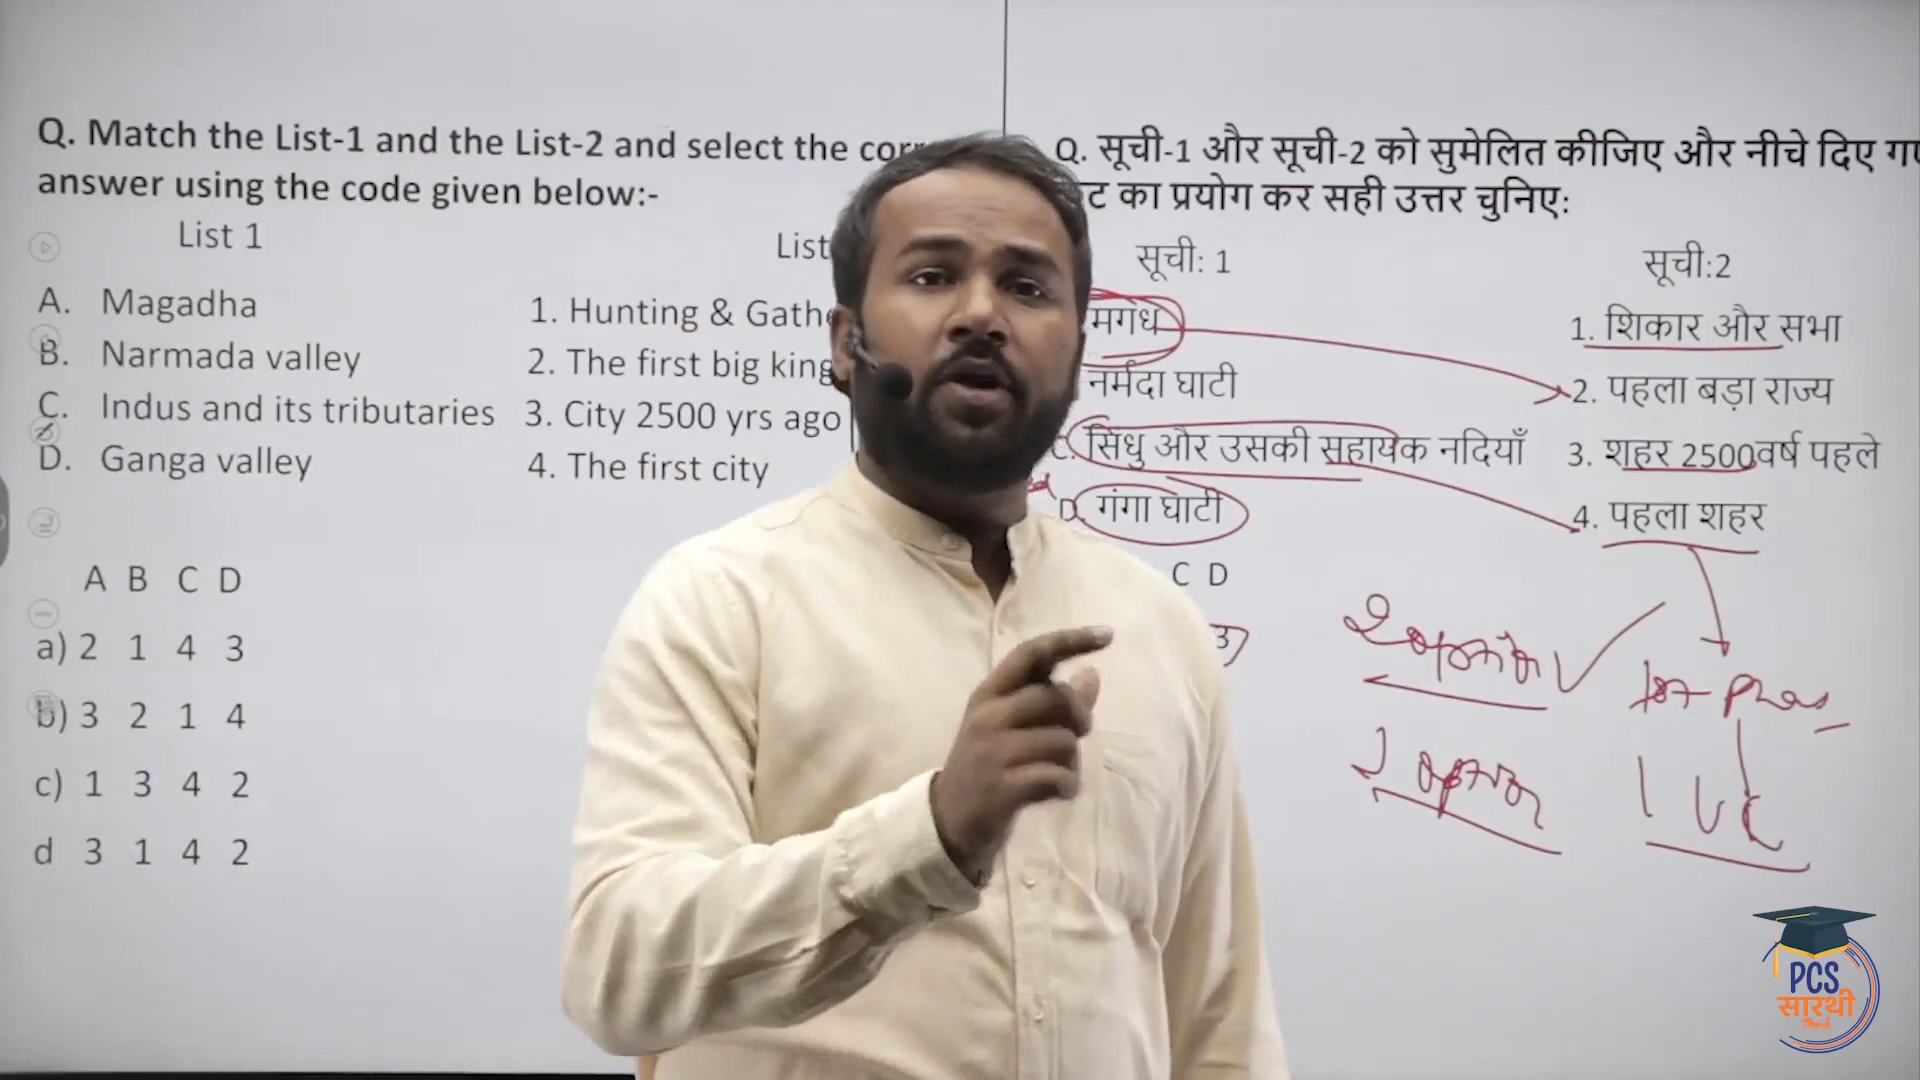 Q. Match the List-1 and the List-2 and select the
answer using the code given below:-
List 1
List
A. Magadha
1. Hunting &
B. Narmada valley
2. The first big
C. Indus and its tributaries
3. City 2500 yrs ago
D. Ganga valley
4. The first city
A B C D
a) 2 1 4 3
b) 3 2 1 4
c) 1 3 4 2
d 3 1 4 2
Q. सूची-1 और सूची-2 को सुमेलित कीजिए और नीचे दिए
का प्रयोग कर सही उत्तर चुनिएः
सूचीः 1
सूचीः2
मगध
1. शिकार और सभा
नर्मदा घाटी
2. पहला बड़ा राज्य
C. सिंधु और उसकी सहायक नदियाँ
3. शहर 2500वर्ष पहले
D. गंगा घाटी
4. पहला शहर
C D
3
IVC
PCS
सारथी